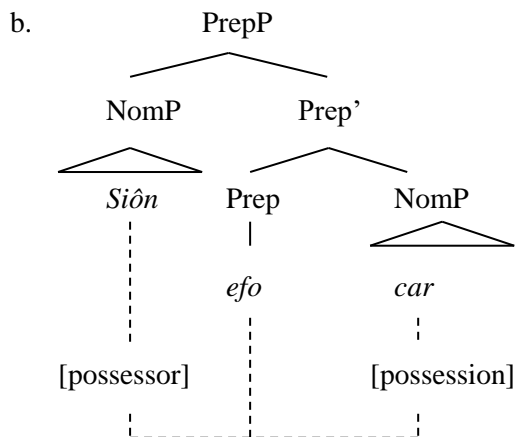 b. PrepP
NomP Prep’
Siôn Prep NomP
efo car
[possessor] [possession]